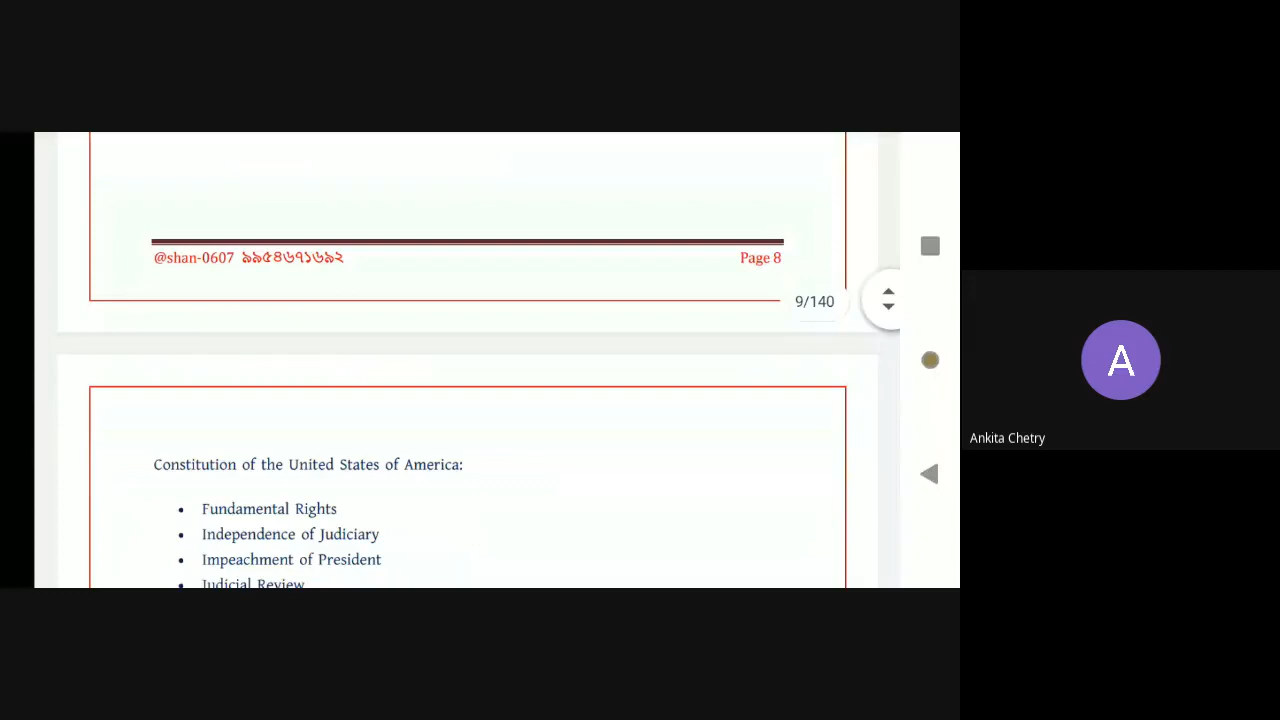 @shan-0607 ৯৯৫৪৬৭১৬৯২
Page 8
9/140
Constitution of the United States of America:
• Fundamental Rights
• Independence of Judiciary
• Impeachment of President
• Judicial Review
A
Ankita Chetry